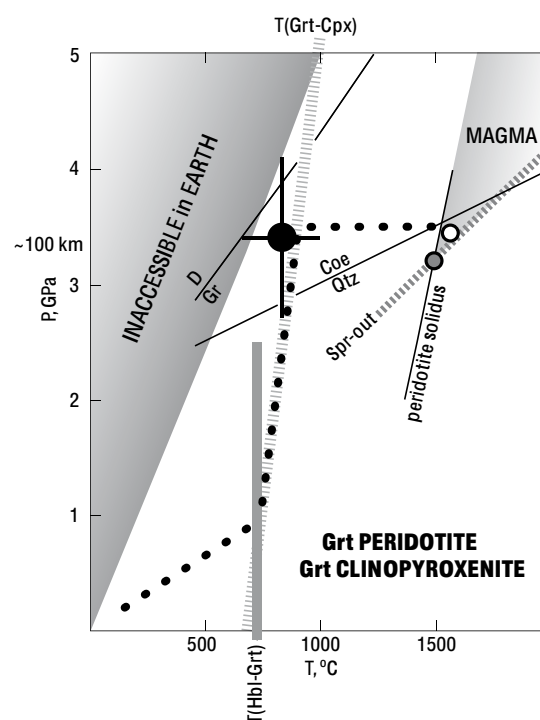 T(Grt-Cpx)
5
MAGMA
INACCESSIBLE in EARTH
4
~100 km
D
Gr
Coe
Qtz
3
P, GPa
Spr-out
peridotite solidus
2
1
Grt PERIDOTITE
Grt CLINOPYROXENITE
500
1000
1500
T, °C
T(Hbl-Grt)